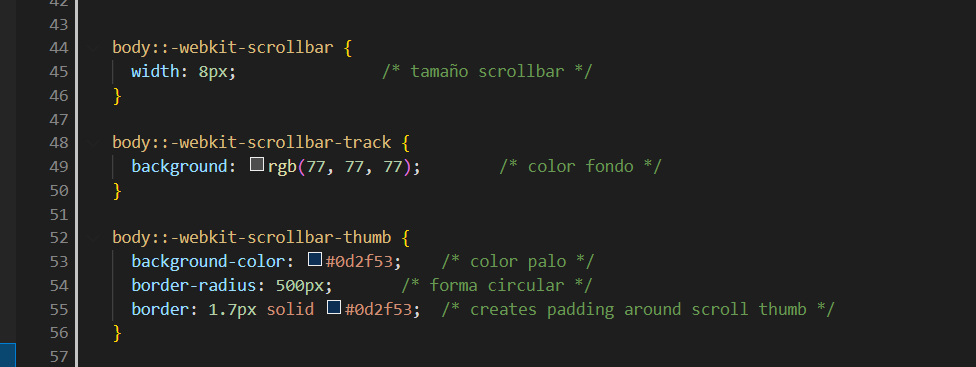 42
43
44 body::-webkit-scrollbar {
45 width: 8px; /* tamaño scrollbar */
46 }
47
48 body::-webkit-scrollbar-track {
49 background: rgb(77, 77, 77); /* color fondo */
50 }
51
52 body::-webkit-scrollbar-thumb {
53 background-color: #0d2f53; /* color palo */
54 border-radius: 500px; /* forma circular */
55 border: 1.7px solid #0d2f53; /* creates padding around scroll thumb */
56 }
57